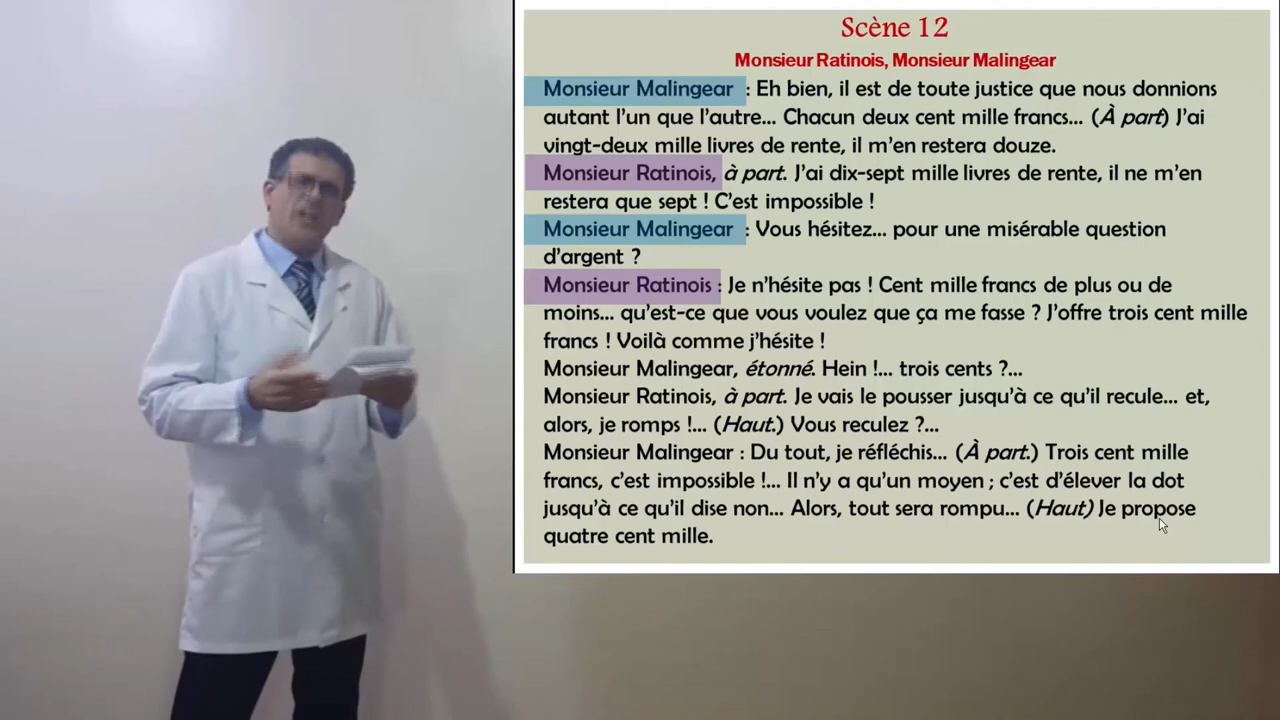 Scène 12
Monsieur Ratinois, Monsieur Malingear
Monsieur Malingear : Eh bien, il est de toute justice que nous donnions
autant l'un que l'autre... Chacun deux cent mille francs... (À part) J'ai
vingt-deux mille livres de rente, il m'en restera douze.
Monsieur Ratinois, à part. J'ai dix-sept mille livres de rente, il ne m'en
restera que sept ! C'est impossible !
Monsieur Malingear : Vous hésitez... pour une misérable question
d'argent ?
Monsieur Ratinois : Je n'hésite pas ! Cent mille francs de plus ou de
moins... qu'est-ce que vous voulez que ça me fasse ? J'offre trois cent mille
francs ! Voilà comme j'hésite !
Monsieur Malingear, étonné. Hein !... trois cents ?...
Monsieur Ratinois, à part. Je vais le pousser jusqu'à ce qu'il recule... et,
alors, je romps !... (Haut.) Vous reculez ?...
Monsieur Malingear : Du tout, je réfléchis... (À part.) Trois cent mille
francs, c'est impossible !... Il n'y a qu'un moyen ; c'est d'élever la dot
jusqu'à ce qu'il dise non... Alors, tout sera rompu... (Haut) Je propose
quatre cent mille.